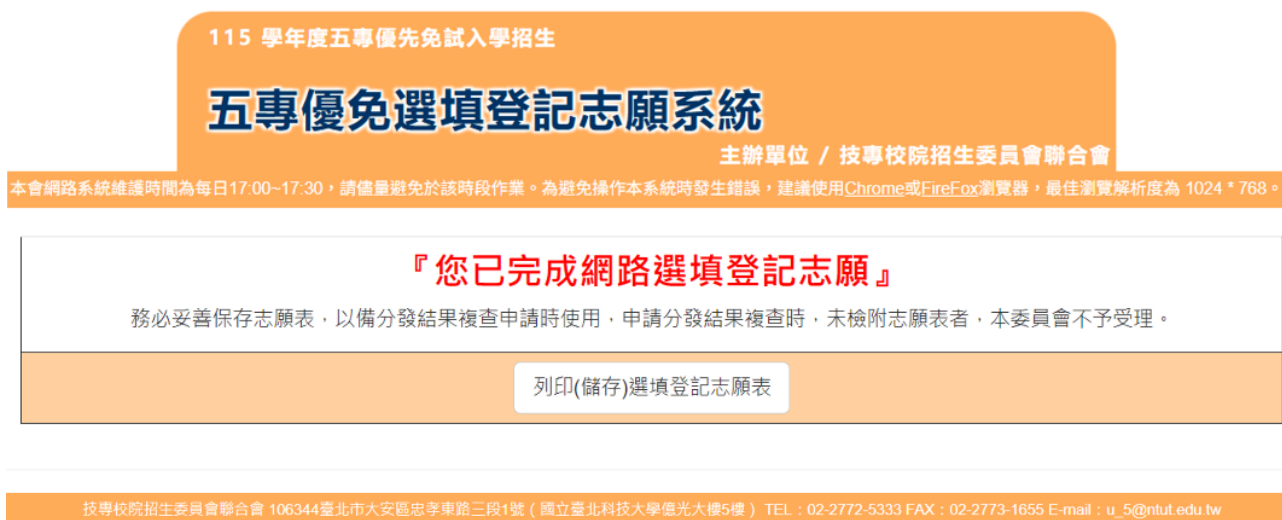 115 學年度五專優先免試入學招生
五專優免選填登記志願系統
主辦單位 / 技專校院招生委員會聯合會
本會網路系統維護時間為每日17:00~17:30，請儘量避免於該時段作業。為避免操作本系統時發生錯誤，建議使用Chrome或FireFox瀏覽器，最佳瀏覽解析度為 1024 * 768。
『您已完成網路選填登記志願』
務必妥善保存志願表，以備分發結果複查申請時使用，申請分發結果複查時，未檢附志願表者，本委員會不予受理。
列印(儲存)選填登記志願表
技專校院招生委員會聯合會 106344臺北市大安區忠孝東路三段1號 ( 國立臺北科技大學億光大樓5樓 ) TEL：02-2772-5333 FAX：02-2773-1655 E-mail：u_5@ntut.edu.tw